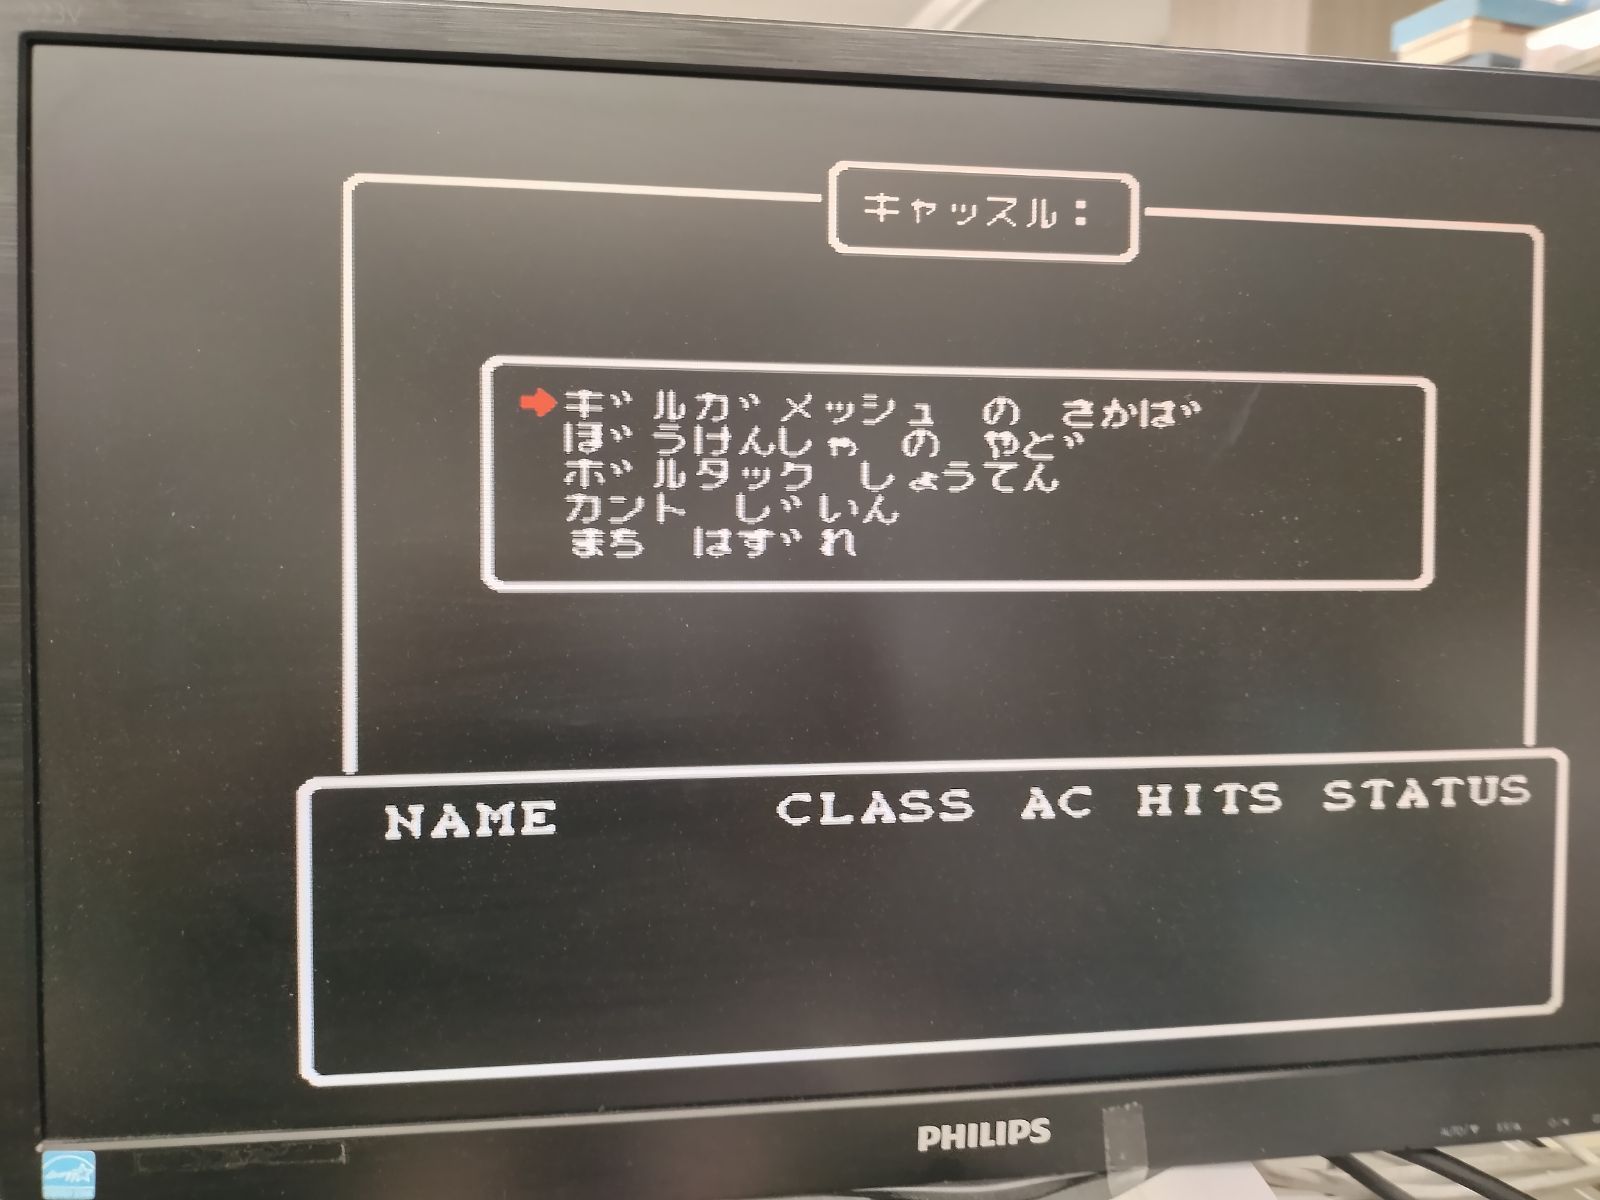 キャッスル:
ギルガメッシュ の さかば
ぼうけんしゃ の やど
ボルタック しょうてん
カント じいん
まち はずれ
NAME CLASS AC HITS STATUS
PHILIPS